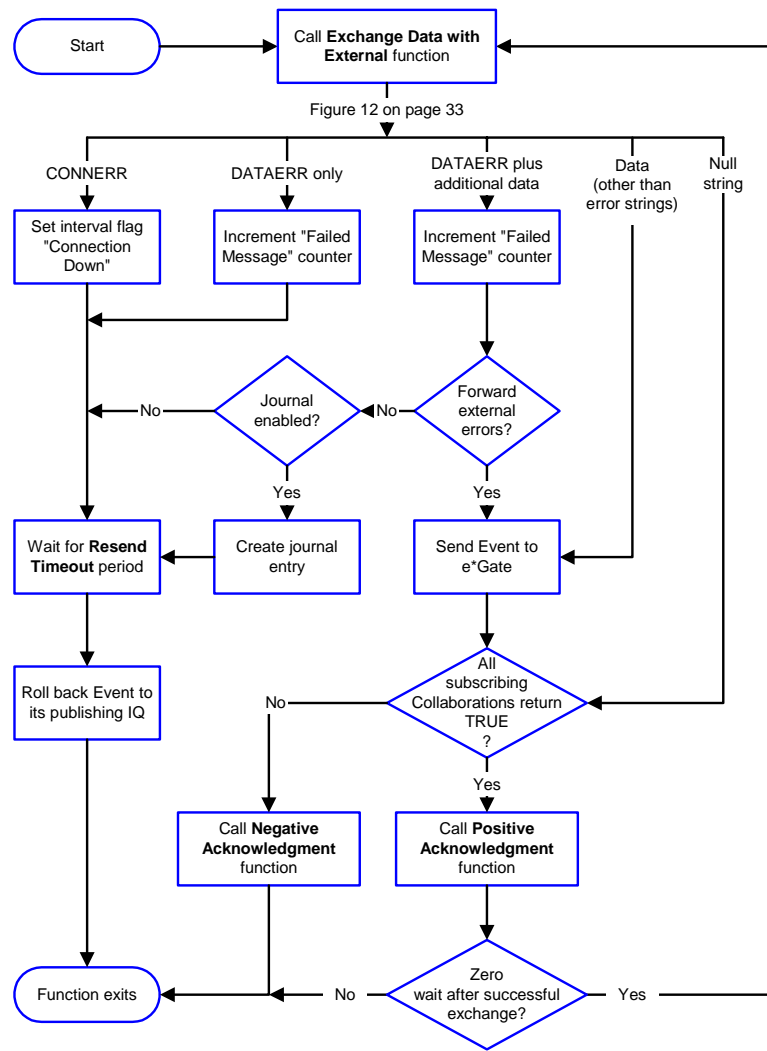 Start
Call Exchange Data with
External function
Figure 12 on page 33
CONNERR
DATAERR only
DATAERR plus
additional data
Data
(other than
error strings)
Null
string
Set interval flag
"Connection
Down"
Increment "Failed
Message" counter
Increment "Failed
Message" counter
No
Journal
enabled?
No
Forward
external
errors?
Yes
Yes
Wait for Resend
Timeout period
Create journal
entry
Send Event to
e*Gate
Roll back Event to
its publishing IQ
No
All
subscribing
Collaborations return
TRUE
?
Yes
Call Negative
Acknowledgment
function
Call Positive
Acknowledgment
function
Function exits
No
Zero
wait after successful
exchange?
Yes